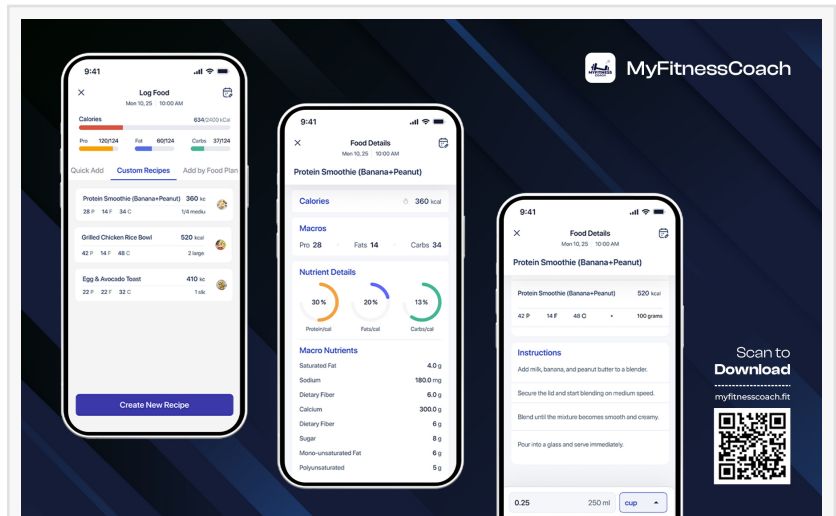 MYFITNESS
COACH
MyFitnessCoach
9:41
Log Food
Mon 10, 25 | 10:00 AM
Calories 634/2400 kCal
Pro 120/124 Fat 60/124 Carbs 37/124
Quick Add Custom Recipes Add by Food Plan
Protein Smoothie (Banana+Peanut) 360 kc
28 P 14 F 34 C 1/4 mediu
Grilled Chicken Rice Bowl 520 kcal
42 P 14 F 48 C 2 large
Egg & Avocado Toast 410 kc
22 P 22 F 32 C 1 slic
Create New Recipe
9:41
Food Details
Mon 10, 25 | 10:00 AM
Protein Smoothie (Banana+Peanut)
Calories 360 kcal
Macros
Pro 28 Fats 14 Carbs 34
Nutrient Details
30 % 20% 13%
Protein/cal Fats/cal Carbs/cal
Macro Nutrients
Saturated Fat 4.0 g
Sodium 180.0 mg
Dietary Fiber 6.0 g
Calcium 300.0 g
Dietary Fiber 6 g
Sugar 8 g
Mono-unsaturated Fat 6 g
Polyunsaturated 5 g
9:41
Food Details
Mon 10, 25 | 10:00 AM
Protein Smoothie (Banana+Peanut)
Protein Smoothie (Banana+Peanut) 520 kcal
42 P 14 F 48 C • 100 grams
Instructions
Add milk, banana, and peanut butter to a blender.
Secure the lid and start blending on medium speed.
Blend until the mixture becomes smooth and creamy.
Pour into a glass and serve immediately.
0.25 250 ml cup
Scan to
Download
myfitnesscoach.fit